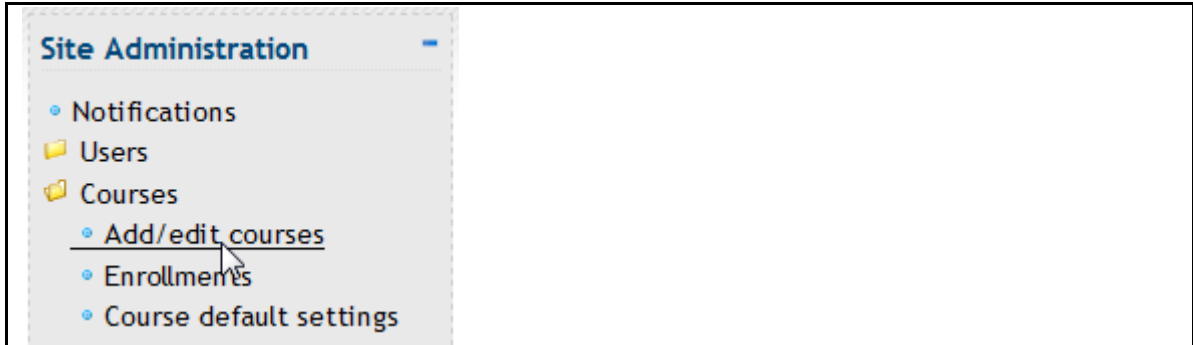 Site Administration
Notifications
Users
Courses
Add/edit courses
Enrollments
Course default settings